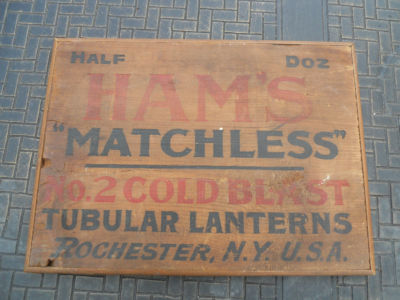 HALF DOZ
HAM'S
"MATCHLESS"
No. 2 COLD BLAST
TUBULAR LANTERNS
ROCHESTER, N.Y. U.S.A.